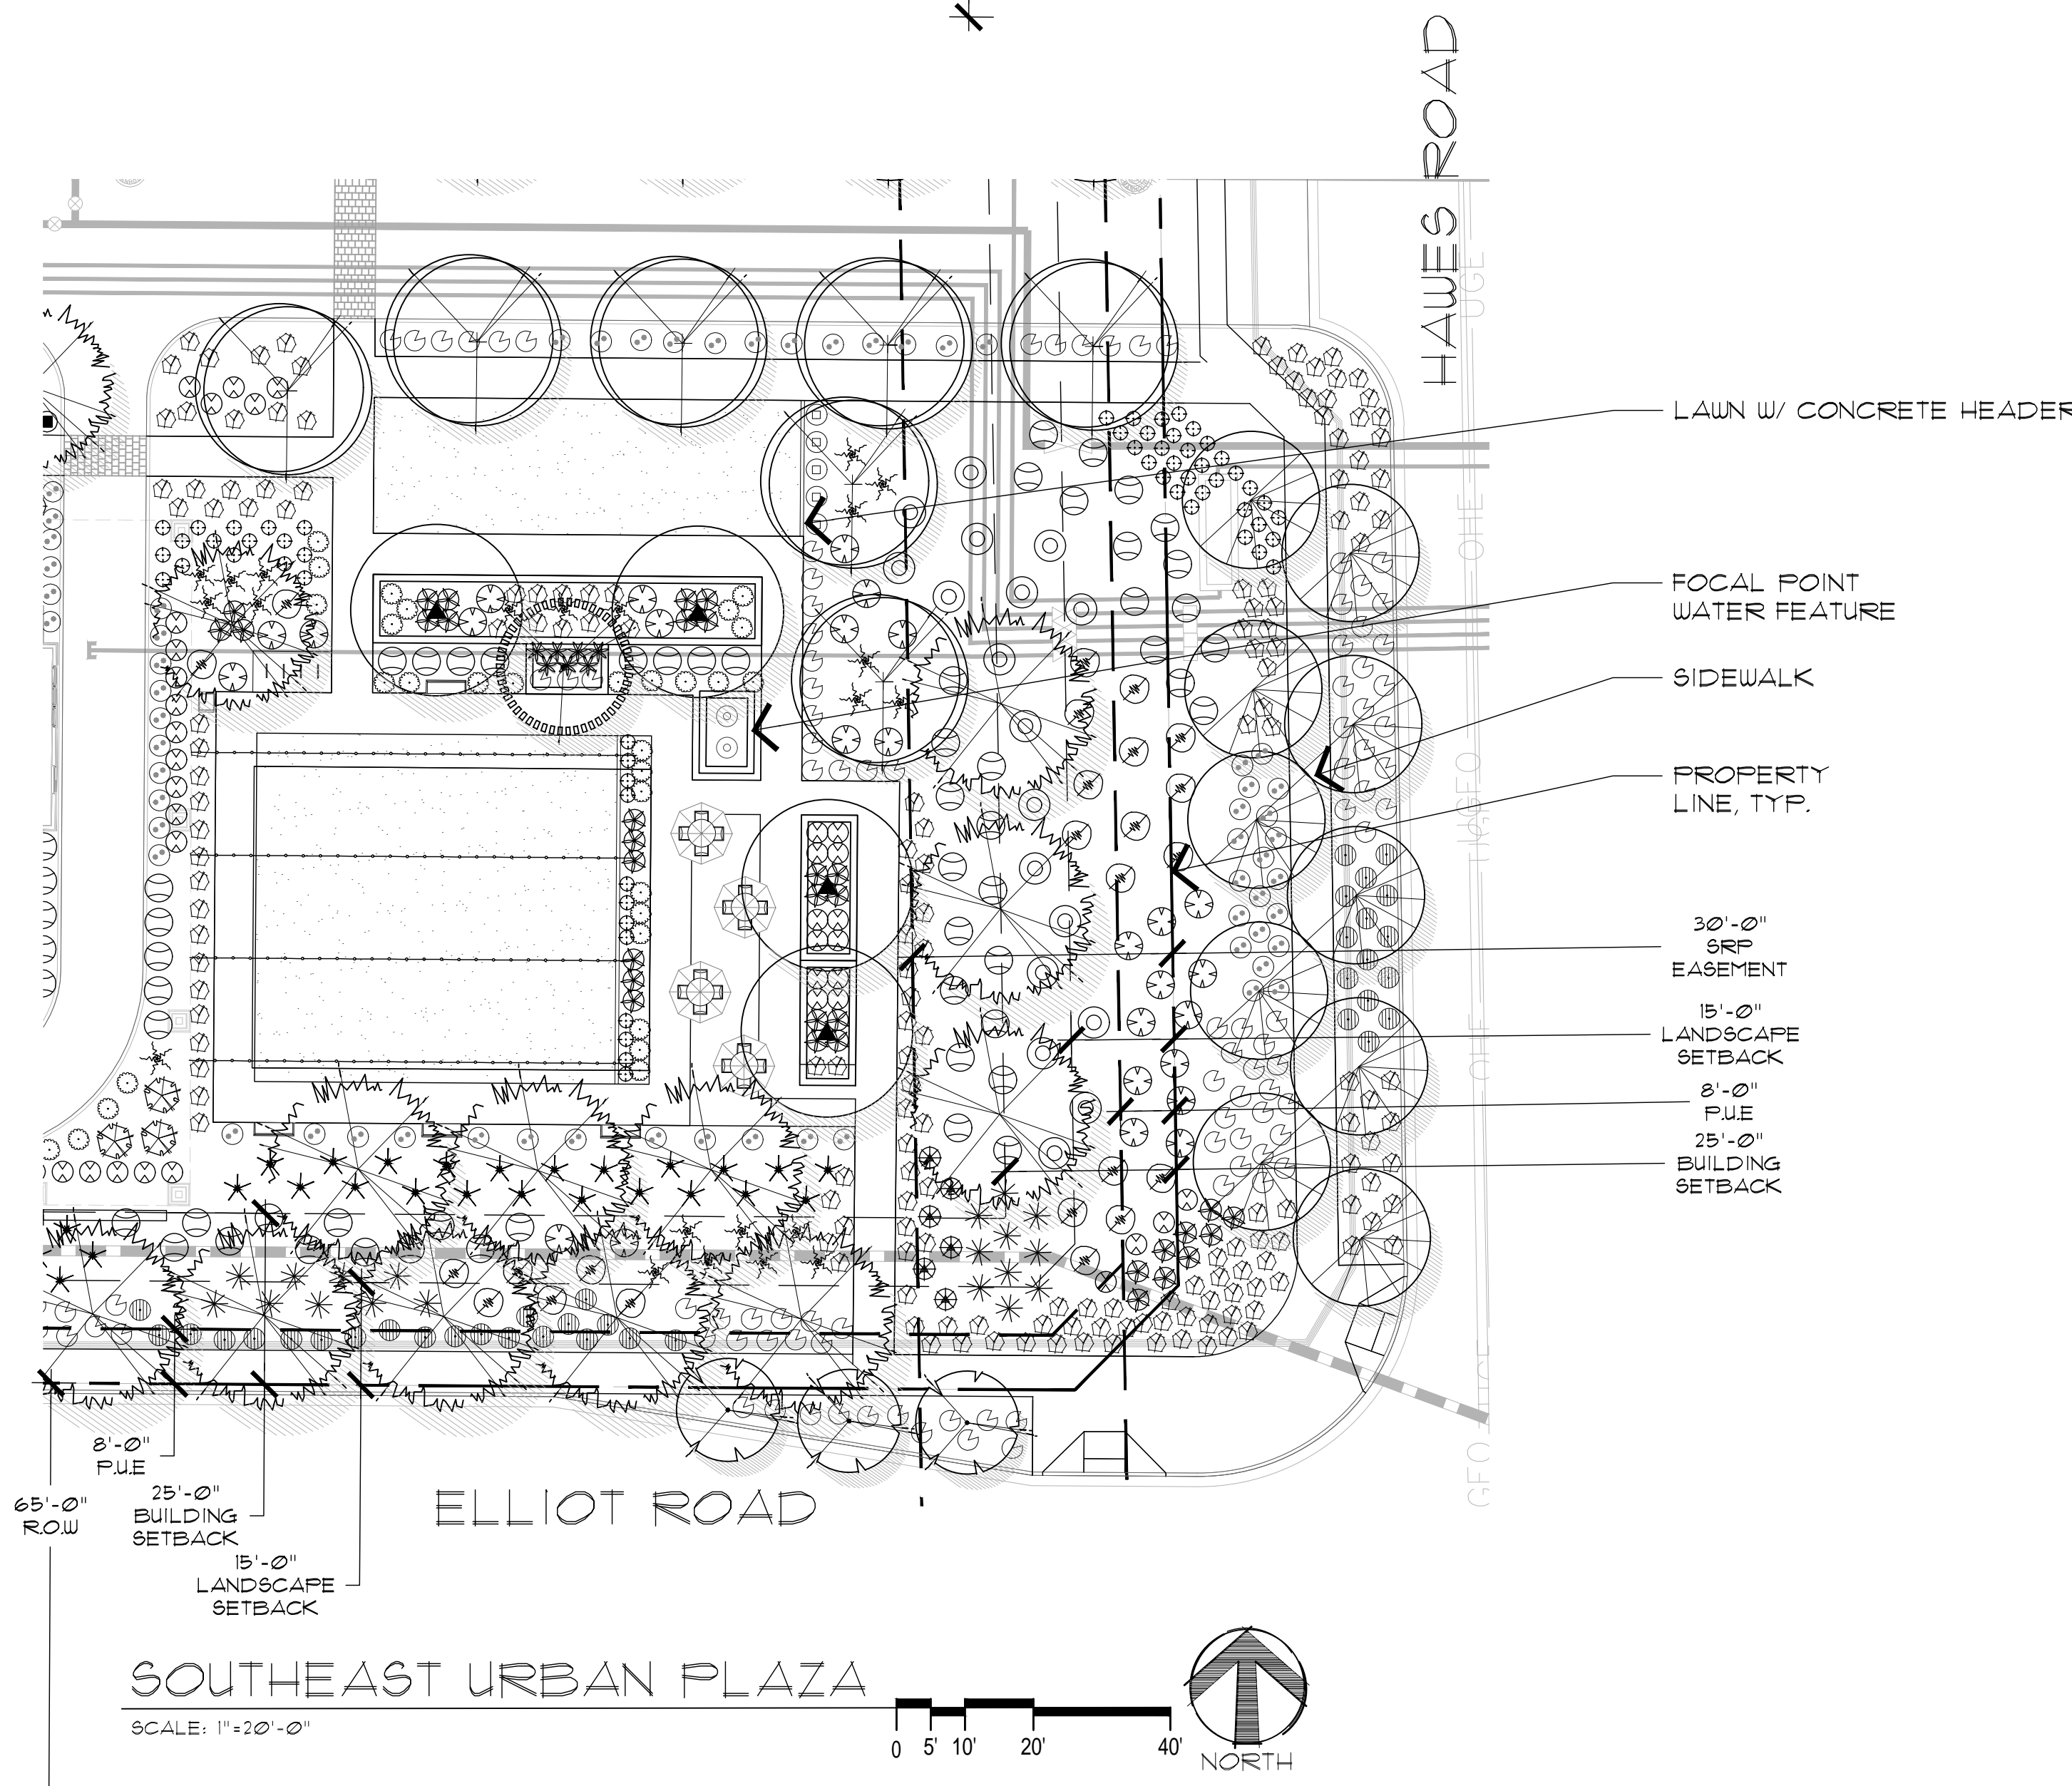 HAWES ROAD
LAWN W/ CONCRETE HEADER
FOCAL POINT
WATER FEATURE
SIDEWALK
PROPERTY
LINE, TYP.
30'-0"
SRP
EASEMENT
15'-0"
LANDSCAPE
SETBACK
8'-0"
P.U.E
25'-0"
BUILDING
SETBACK
UGE
OHE
8'-0"
P.U.E
65'-0"
R.O.W
25'-0"
BUILDING
SETBACK
15'-0"
LANDSCAPE
SETBACK
ELLIOT ROAD
SOUTHEAST URBAN PLAZA
SCALE: 1"=20'-0"
0 5' 10' 20' 40'
NORTH